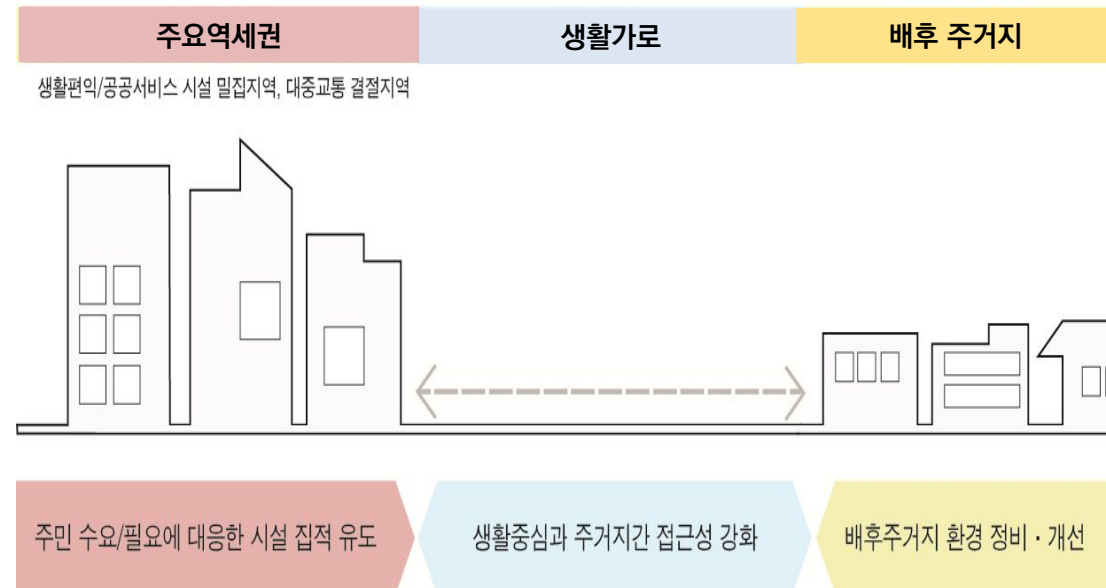 주요역세권
생활가로
배후 주거지
생활편익/공공서비스 시설 밀집지역, 대중교통 결절지역
주민 수요/필요에 대응한 시설 집적 유도
생활중심과 주거지간 접근성 강화
배후주거지 환경 정비・개선